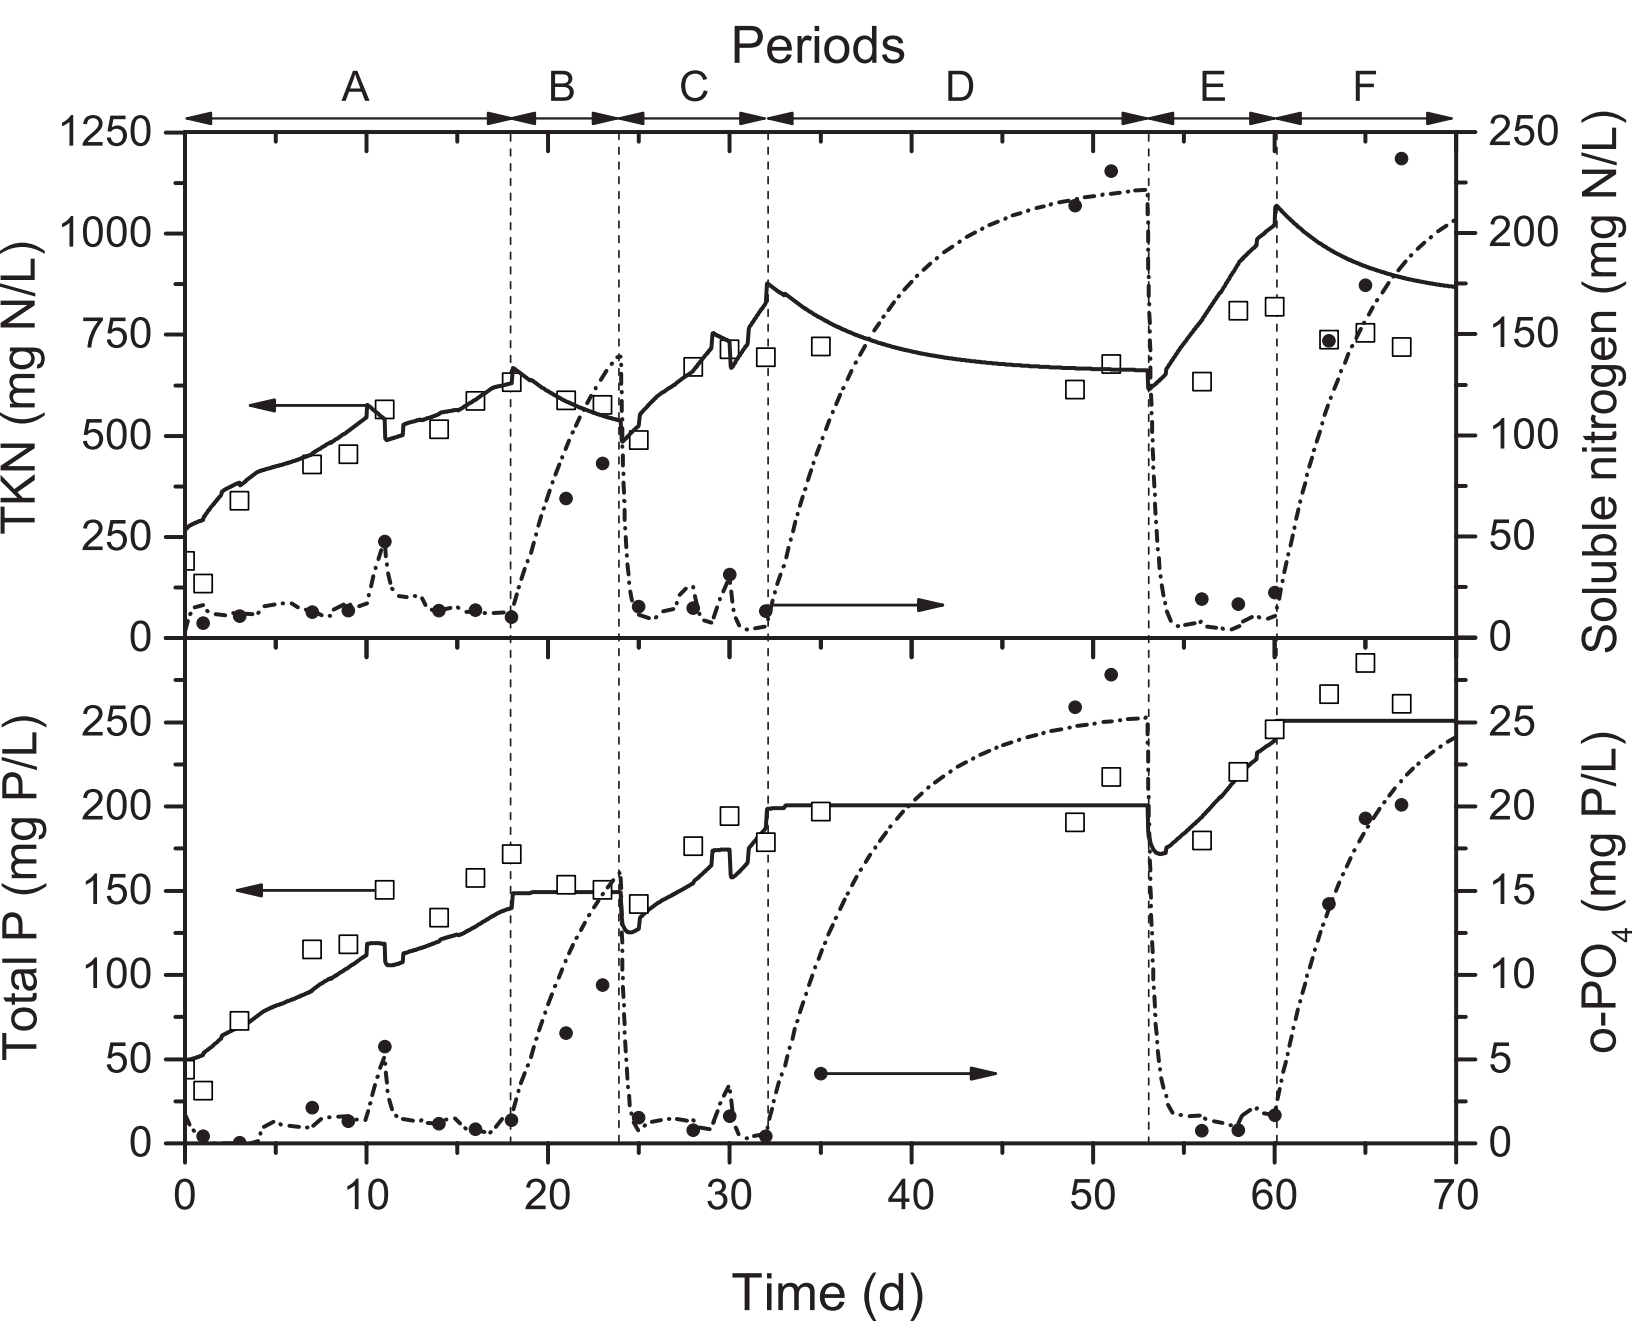 Periods
A B C D E F
1250 250
1000 200
750 150
500 100
250 50
0 0
TKN (mg N/L)
Soluble nitrogen (mg N/L)
250 25
200 20
150 15
100 10
50 5
0 0
Total P (mg P/L)
o-PO4 (mg P/L)
0 10 20 30 40 50 60 70
Time (d)